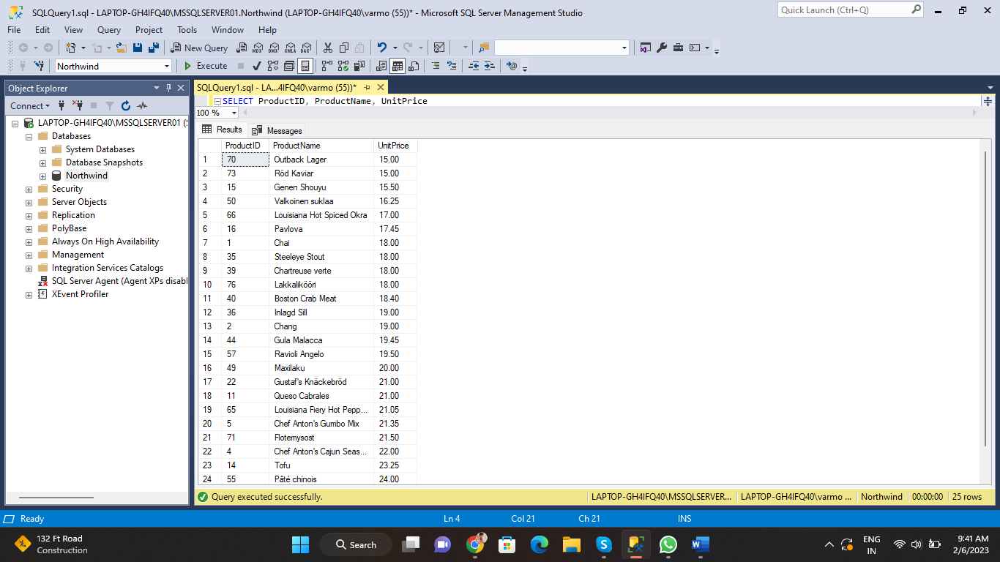 SQLQuery1.sql - LAPTOP-GH4IFQ40\MSSQLSERVER01.Northwind (LAPTOP-GH4IFQ40\varmo (55))* - Microsoft SQL Server Management Studio
Quick Launch (Ctrl+Q)
File Edit View Query Project Tools Window Help
New Query MDX DMX XMLA DAX
Northwind Execute
Object Explorer
SQLQuery1.sql - LA...4IFQ40\varmo (55))*
Connect
SELECT ProductID, ProductName, UnitPrice
100 %
LAPTOP-GH4IFQ40\MSSQLSERVER01 (S
Databases
System Databases
Database Snapshots
Northwind
Security
Server Objects
Replication
PolyBase
Always On High Availability
Management
Integration Services Catalogs
SQL Server Agent (Agent XPs disabl
XEvent Profiler
Results Messages
ProductID ProductName UnitPrice
1 70 Outback Lager 15.00
2 73 Röd Kaviar 15.00
3 15 Genen Shouyu 15.50
4 50 Valkoinen suklaa 16.25
5 66 Louisiana Hot Spiced Okra 17.00
6 16 Pavlova 17.45
7 1 Chai 18.00
8 35 Steeleye Stout 18.00
9 39 Chartreuse verte 18.00
10 76 Lakkalikööri 18.00
11 40 Boston Crab Meat 18.40
12 36 Inlagd Sill 19.00
13 2 Chang 19.00
14 44 Gula Malacca 19.45
15 57 Ravioli Angelo 19.50
16 49 Maxilaku 20.00
17 22 Gustaf's Knäckebröd 21.00
18 11 Queso Cabrales 21.00
19 65 Louisiana Fiery Hot Pepp...  21.05
20 5 Chef Anton's Gumbo Mix 21.35
21 71 Flotemysost 21.50
22 4 Chef Anton's Cajun Seas... 22.00
23 14 Tofu 23.25
24 55 Pâté chinois 24.00
Query executed successfully. LAPTOP-GH4IFQ40\MSSQLSERVER... LAPTOP-GH4IFQ40\varmo ... Northwind 00:00:00 25 rows
Ready Ln 4 Col 21 Ch 21 INS
132 Ft Road
Construction
Search
ENG
IN
9:41 AM
2/6/2023